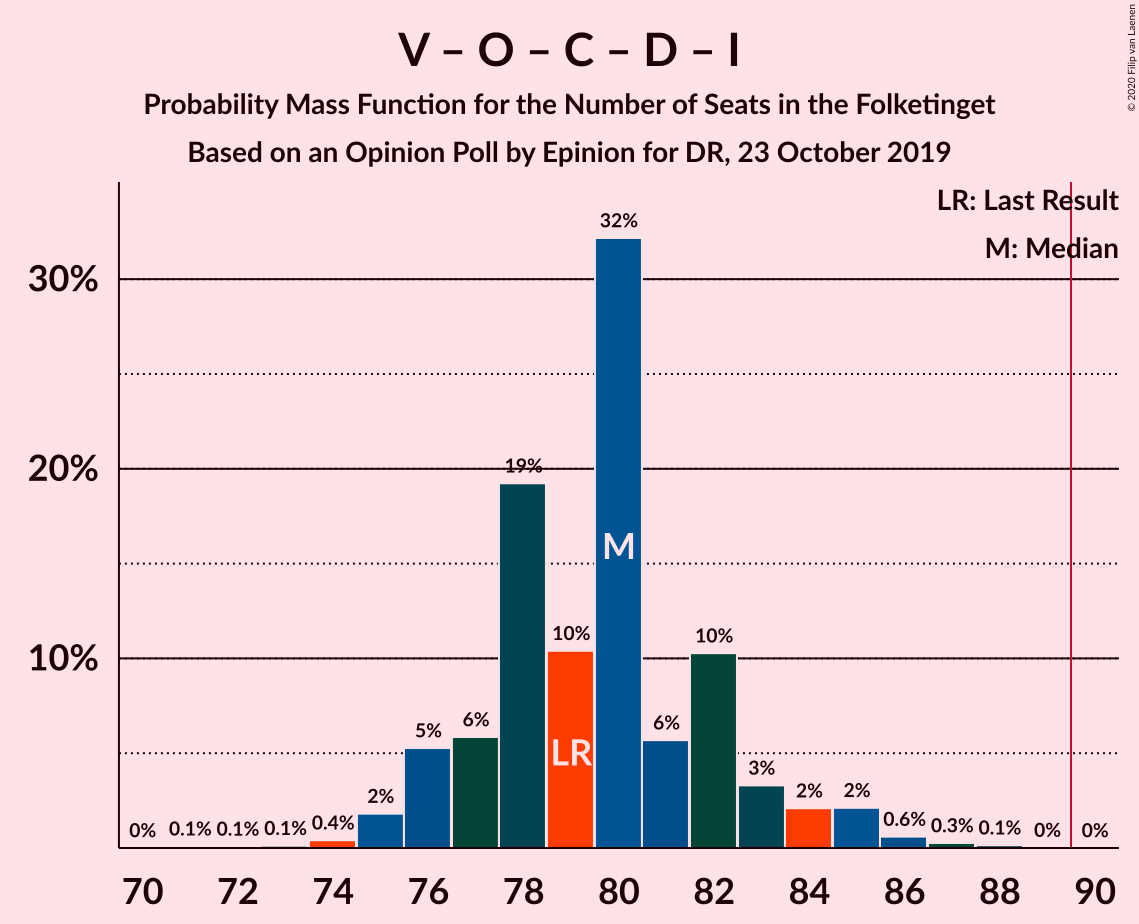 V – O – C – D – I
Probability Mass Function for the Number of Seats in the Folketinget
Based on an Opinion Poll by Epinion for DR, 23 October 2019
© 2020 Filip van Laenen
LR: Last Result
M: Median
30%
20%
10%
0%
0.1%
0.1%
0.1%
0.4%
2%
5%
6%
19%
10%
32%
6%
10%
3%
2%
2%
0.6%
0.3%
0.1%
0%
0%
LR
M
70 72 74 76 78 80 82 84 86 88 90